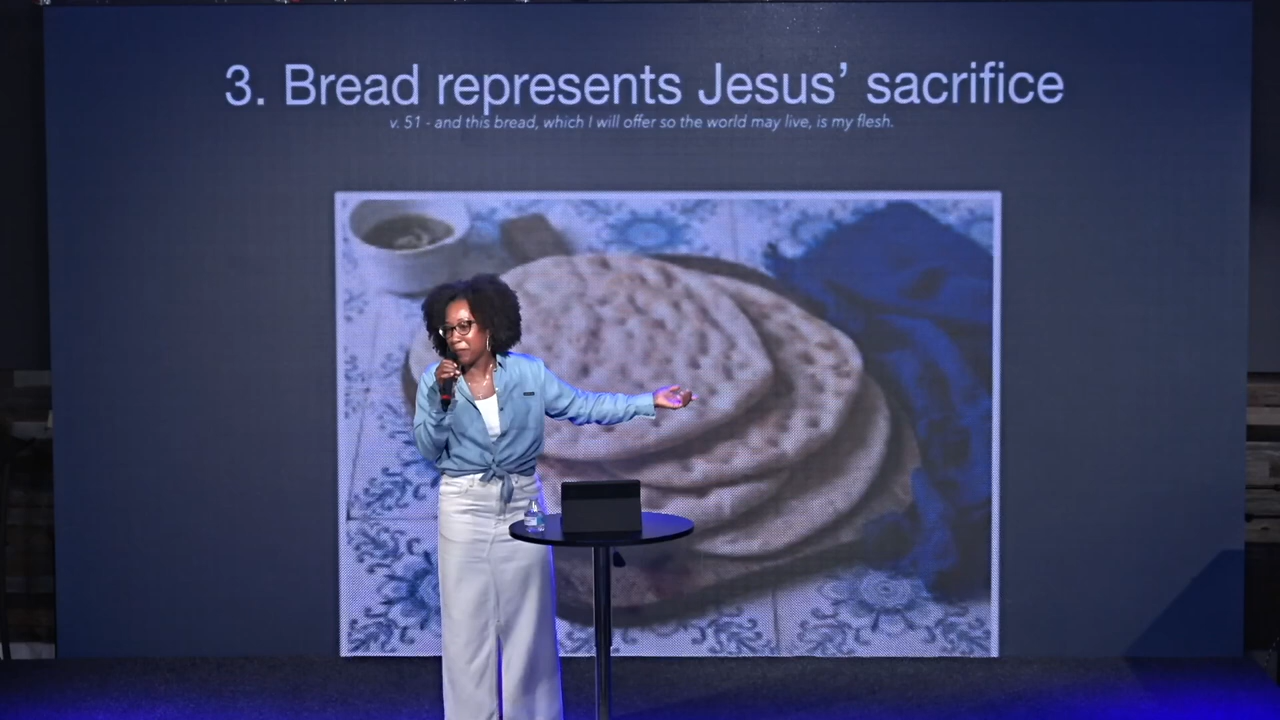 3. Bread represents Jesus’ sacrifice
v. 51 - and this bread, which I will offer so the world may live, is my flesh.